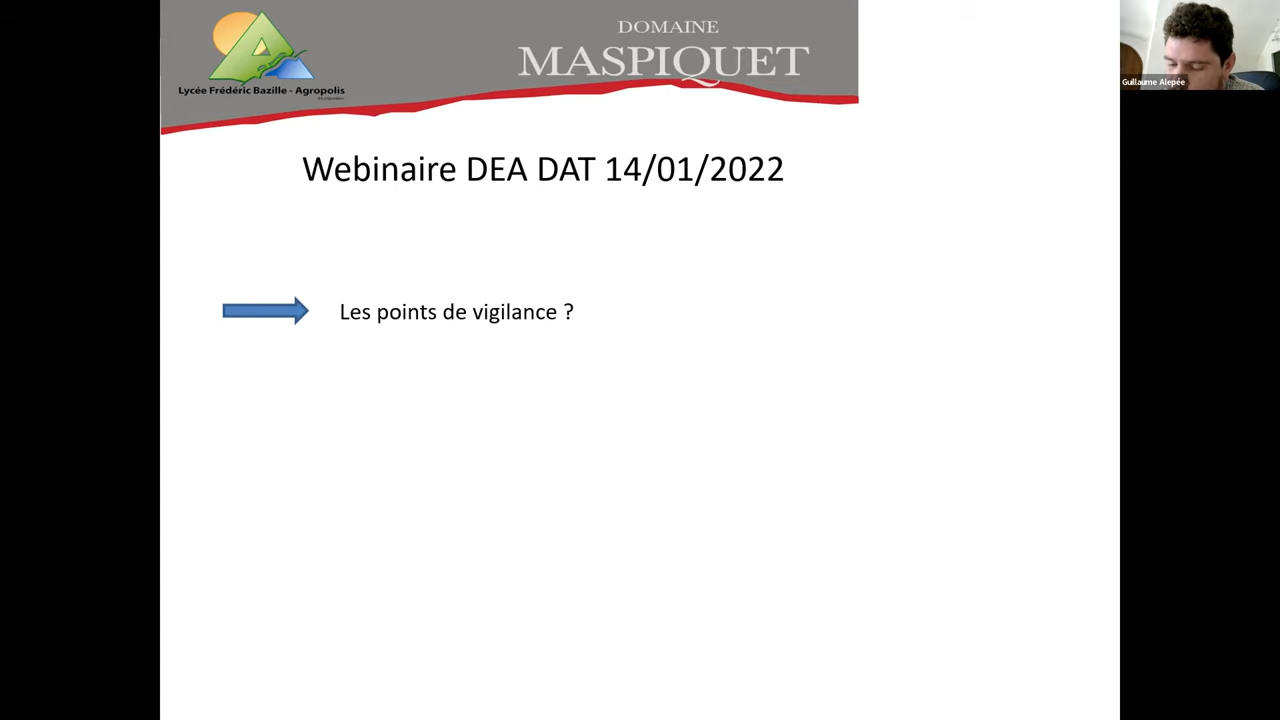 Lycée Frédéric Bazille - Agropolis
DOMAINE
MASPIQUET
Guillaume Alepée
Webinaire DEA DAT 14/01/2022
Les points de vigilance ?